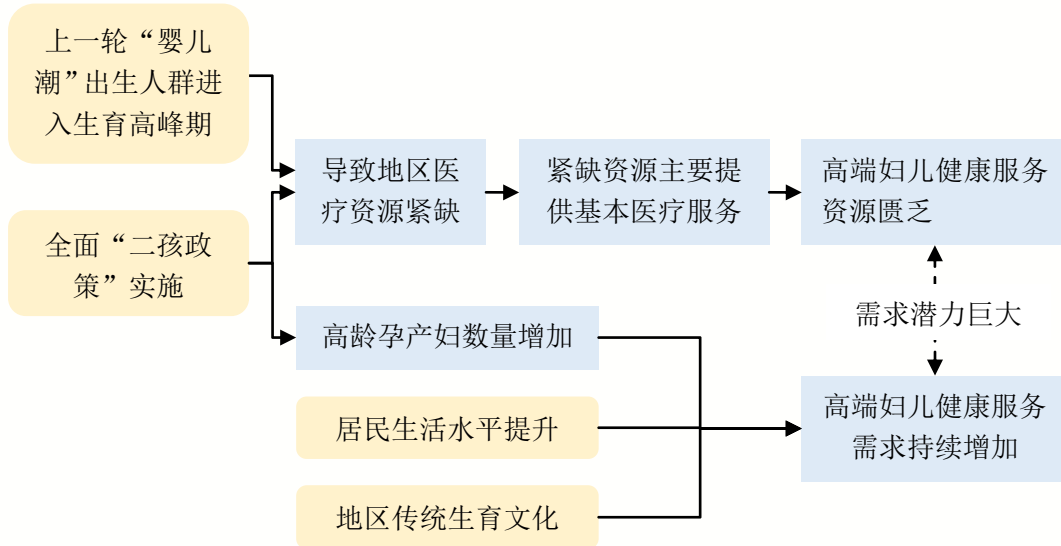 上一轮“婴儿
潮”出生人群进
入生育高峰期
全面“二孩政
策”实施
导致地区医
疗资源紧缺
紧缺资源主要提
供基本医疗服务
高端妇儿健康服务
资源匮乏
需求潜力巨大
高龄孕产妇数量增加
居民生活水平提升
地区传统生育文化
高端妇儿健康服务
需求持续增加